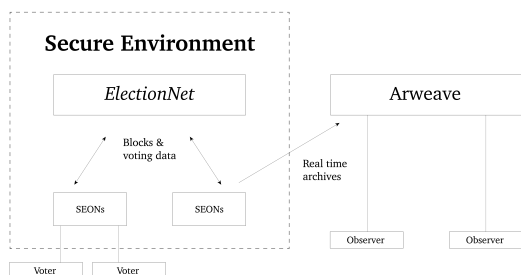 Secure Environment
ElectionNet
Arweave
Blocks &
voting data
Real time
archives
SEONs
SEONs
Observer
Observer
Voter
Voter